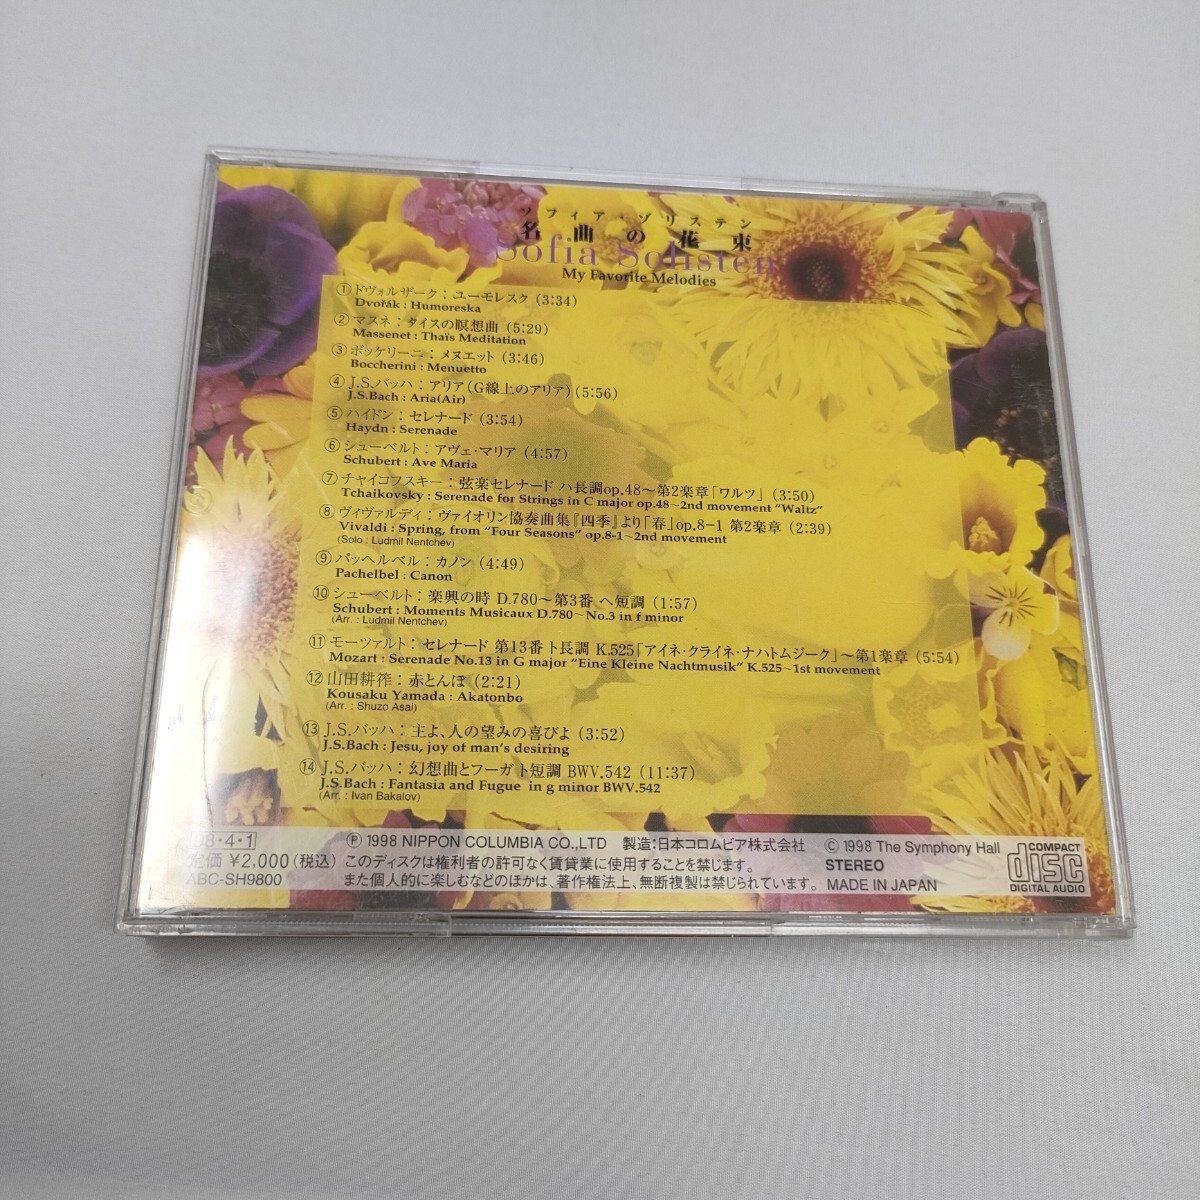 ソフィア・ゾリステン
名曲の花束
Sofia Solisten
My Favorite Melodies
①ドヴォルザーク：ユーモレスク (3:34)
Dvořák : Humoreska
②マスネ：タイスの瞑想曲 (5:29)
Massenet : Thaïs Meditation
③ボッケリーニ：メヌエット (3:46)
Boccherini : Menuetto
④J.S.バッハ：アリア（G線上のアリア）(5:56)
J.S.Bach : Aria(Air)
⑤ハイドン：セレナード (3:54)
Haydn : Serenade
⑥シューベルト：アヴェ・マリア (4:57)
Schubert : Ave Maria
⑦チャイコフスキー：弦楽セレナード ハ長調op.48〜第2楽章「ワルツ」(3:50)
Tchaikovsky : Serenade for Strings in C major op.48~2nd movement “Waltz”
⑧ヴィヴァルディ：ヴァイオリン協奏曲集『四季』より「春」op.8-1 第2楽章 (2:39)
Vivaldi : Spring, from “Four Seasons” op.8-1~2nd movement
(Solo : Ludmil Nentchev)
⑨パッヘルベル：カノン (4:49)
Pachelbel : Canon
⑩シューベルト：楽興の時 D.780〜第3番 ヘ短調 (1:57)
Schubert : Moments Musicaux D.780~No.3 in f minor
(Arr. : Ludmil Nentchev)
⑪モーツァルト：セレナード 第13番 ト長調 K.525「アイネ・クライネ・ナハトムジーク」〜第1楽章 (5:54)
Mozart : Serenade No.13 in G major “Eine Kleine Nachtmusik” K.525~1st movement
⑫山田耕筰：赤とんぼ (2:21)
Kousaku Yamada : Akatonbo
(Arr. : Shuzo Asai)
⑬J.S.バッハ：主よ、人の望みの喜びよ (3:52)
J.S.Bach : Jesu, joy of man's desiring
⑭J.S.バッハ：幻想曲とフーガ ト短調 BWV.542 (11:37)
J.S.Bach : Fantasia and Fugue in g minor BWV.542
(Arr. : Ivan Bakalov)
98・4・1 Ⓟ 1998 NIPPON COLUMBIA CO.,LTD 製造：日本コロムビア株式会社 © 1998 The Symphony Hall
定価 ¥2,000（税込） このディスクは権利者の許可なく賃貸業に使用することを禁じます。 STEREO
ABC-SH9800 また個人的に楽しむなどのほかは、著作権法上、無断複製は禁じられています。 MADE IN JAPAN
COMPACT
disc
DIGITAL AUDIO